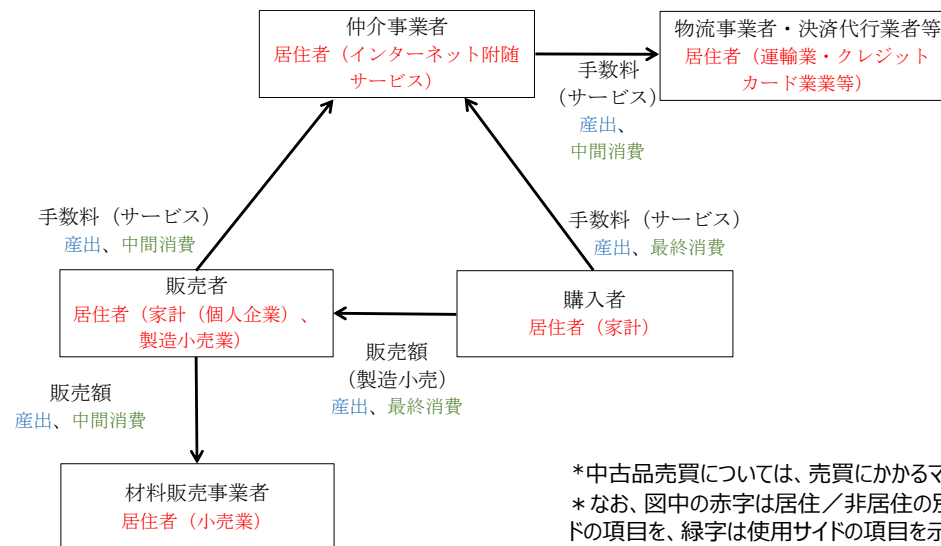 仲介事業者
居住者（インターネット附随
サービス）
物流事業者・決済代行業者等
居住者（運輸業・クレジット
カード業業等）
手数料
（サービス）
産出、
中間消費
手数料（サービス）
産出、中間消費
手数料（サービス）
産出、最終消費
販売者
居住者（家計（個人企業）、
製造小売業）
購入者
居住者（家計）
販売額
（製造小売）
産出、最終消費
販売額
産出、中間消費
材料販売事業者
居住者（小売業）
*中古品売買については、売買にかかるマ
*なお、図中の赤字は居住／非居住の別
ドの項目を、緑字は使用サイドの項目を示